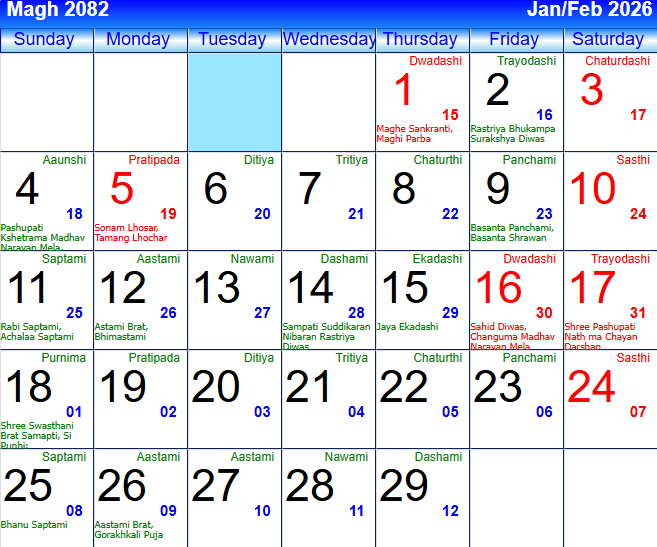 Magh 2082 Jan/Feb 2026
Sunday Monday Tuesday Wednesday Thursday Friday Saturday
Dwadashi
1
15
Maghe Sankranti,
Maghi Parba
Trayodashi
2
16
Rastriya Bhukampa
Surakshya Diwas
Chaturdashi
3
17
Aaunshi
4
18
Pashupati
Kshetrama Madhav
Narayan Mela,
Pratipada
5
19
Sonam Lhosar,
Tamang Lhochar
Ditiya
6
20
Tritiya
7
21
Chaturthi
8
22
Panchami
9
23
Basanta Panchami,
Basanta Shrawan
Sasthi
10
24
Saptami
11
25
Rabi Saptami,
Achalaa Saptami
Aastami
12
26
Astami Brat,
Bhimastami
Nawami
13
27
Dashami
14
28
Sampati Suddikaran
Nibaran Rastriya
Diwas
Ekadashi
15
29
Jaya Ekadashi
Dwadashi
16
30
Sahid Diwas,
Changuma Madhav
Narayan Mela
Trayodashi
17
31
Shree Pashupati
Nath ma Chayan
Darshan
Purnima
18
01
Shree Swasthani
Brat Samapti, Si
Punhi:
Pratipada
19
02
Ditiya
20
03
Tritiya
21
04
Chaturthi
22
05
Panchami
23
06
Sasthi
24
07
Saptami
25
08
Bhanu Saptami
Aastami
26
09
Aastami Brat,
Gorakhkali Puja
Aastami
27
10
Nawami
28
11
Dashami
29
12